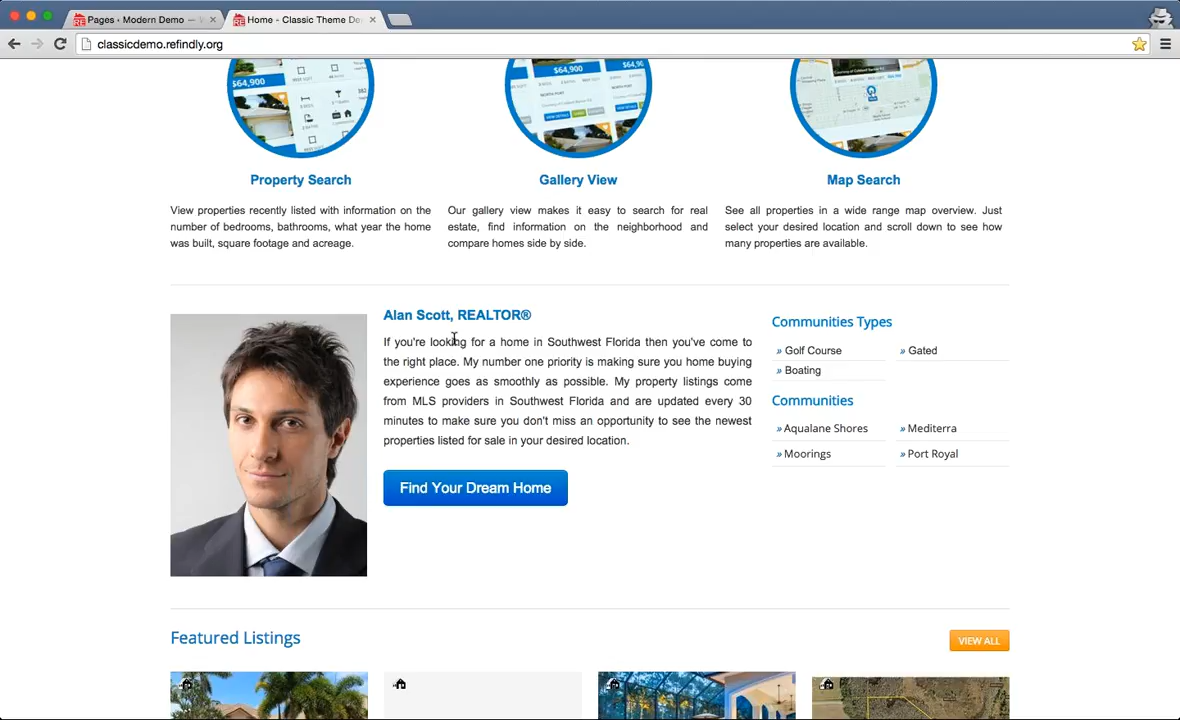 Pages ‹ Modern Demo —
Home - Classic Theme De
classicdemo.refindly.org
$64,900
$64,900
$64,90
Property Search
Gallery View
Map Search
View properties recently listed with information on the
number of bedrooms, bathrooms, what year the home
was built, square footage and acreage.
Our gallery view makes it easy to search for real
estate, find information on the neighborhood and
compare homes side by side.
See all properties in a wide range map overview. Just
select your desired location and scroll down to see how
many properties are available.
Alan Scott, REALTOR®
If you're looking for a home in Southwest Florida then you've come to
the right place. My number one priority is making sure you home buying
experience goes as smoothly as possible. My property listings come
from MLS providers in Southwest Florida and are updated every 30
minutes to make sure you don't miss an opportunity to see the newest
properties listed for sale in your desired location.
Find Your Dream Home
Communities Types
» Golf Course
» Gated
» Boating
Communities
» Aqualane Shores
» Mediterra
» Moorings
» Port Royal
Featured Listings
VIEW ALL